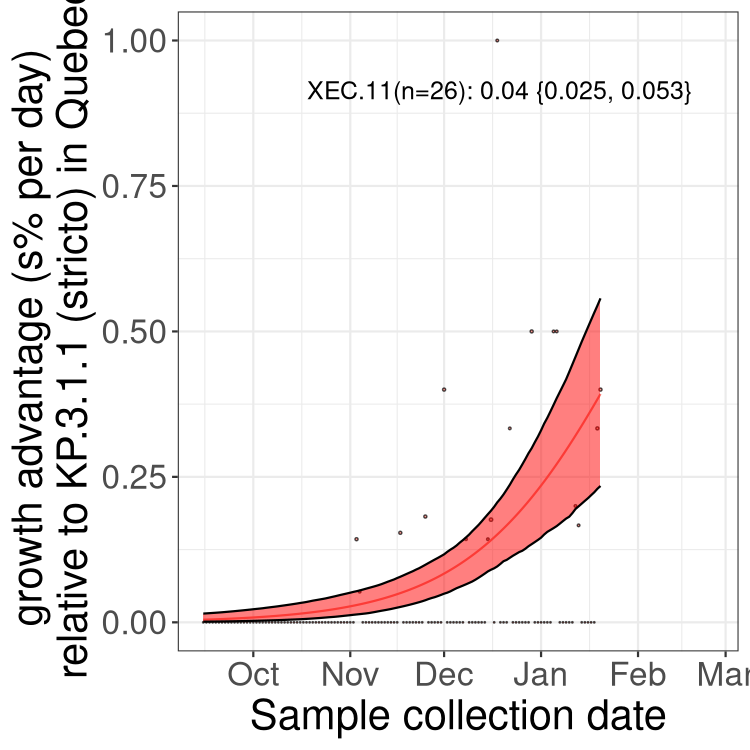 growth advantage (s% per day)
relative to KP.3.1.1 (stricto) in Quebec
1.00
XEC.11(n=26): 0.04 {0.025, 0.053}
0.75
0.50
0.25
0.00
Oct Nov Dec Jan Feb Mar
Sample collection date